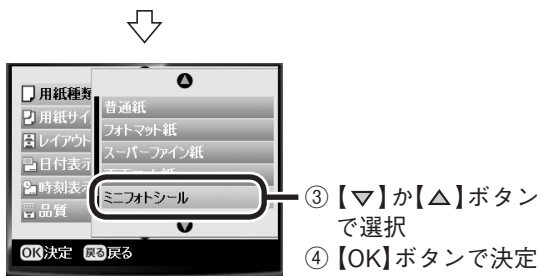 用紙種類
用紙サイ
レイアウト
日付表示
時刻表示
品質
普通紙
フォトマット紙
スーパーファイン紙
ミニフォトシール
OK決定 戻る戻る
③【▽】か【△】ボタン
で選択
④【OK】ボタンで決定